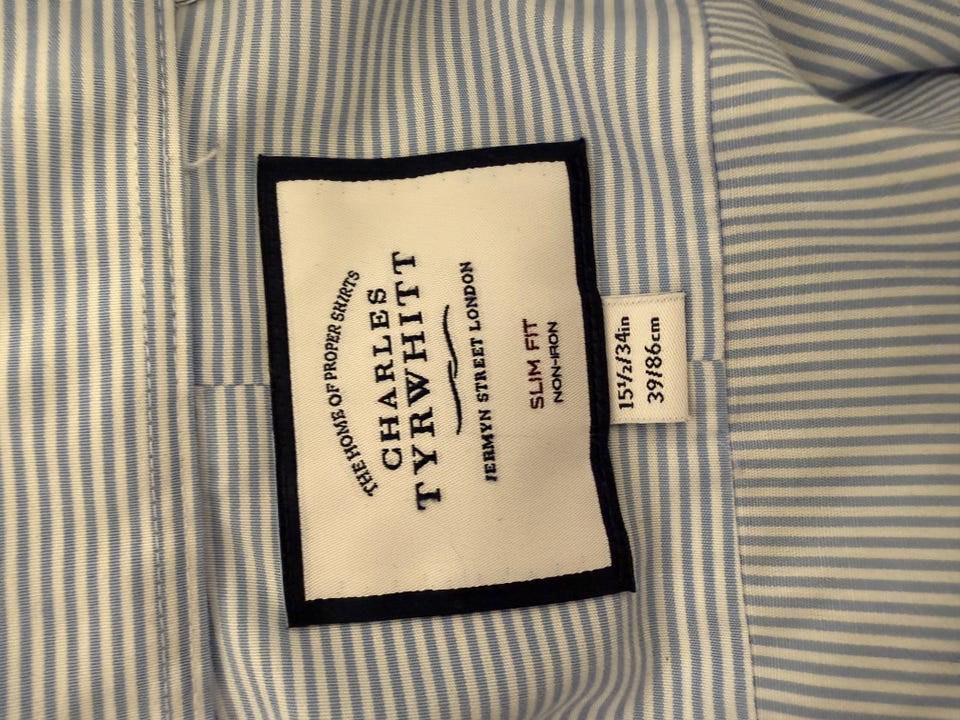 THE HOME OF PROPER SHIRTS
CHARLES
TYRWHITT
JERMYN STREET LONDON
SLIM FIT
NON-IRON
15½/34in
39/86cm